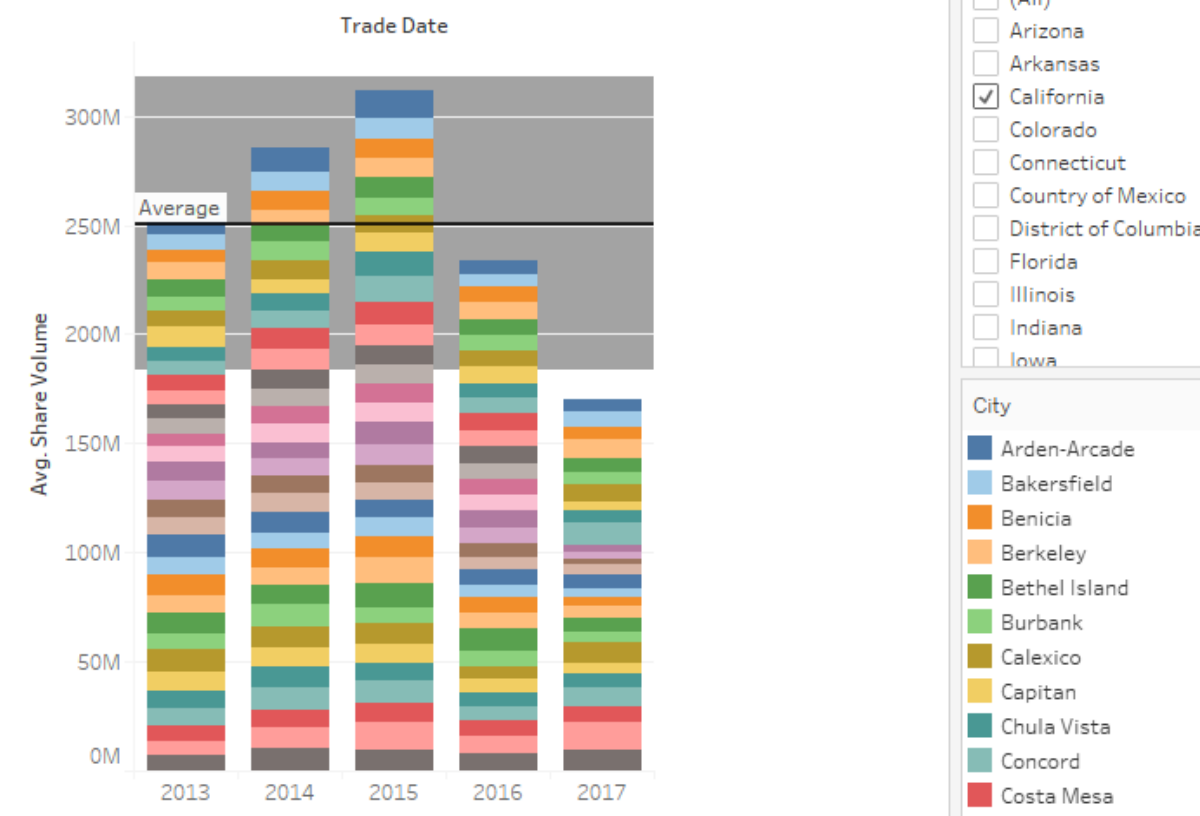 Trade Date
300M
250M
200M
150M
100M
50M
0M
Avg. Share Volume
Average
2013
2014
2015
2016
2017
(All)
Arizona
Arkansas
California
Colorado
Connecticut
Country of Mexico
District of Columbia
Florida
Illinois
Indiana
Iowa
City
Arden-Arcade
Bakersfield
Benicia
Berkeley
Bethel Island
Burbank
Calexico
Capitan
Chula Vista
Concord
Costa Mesa